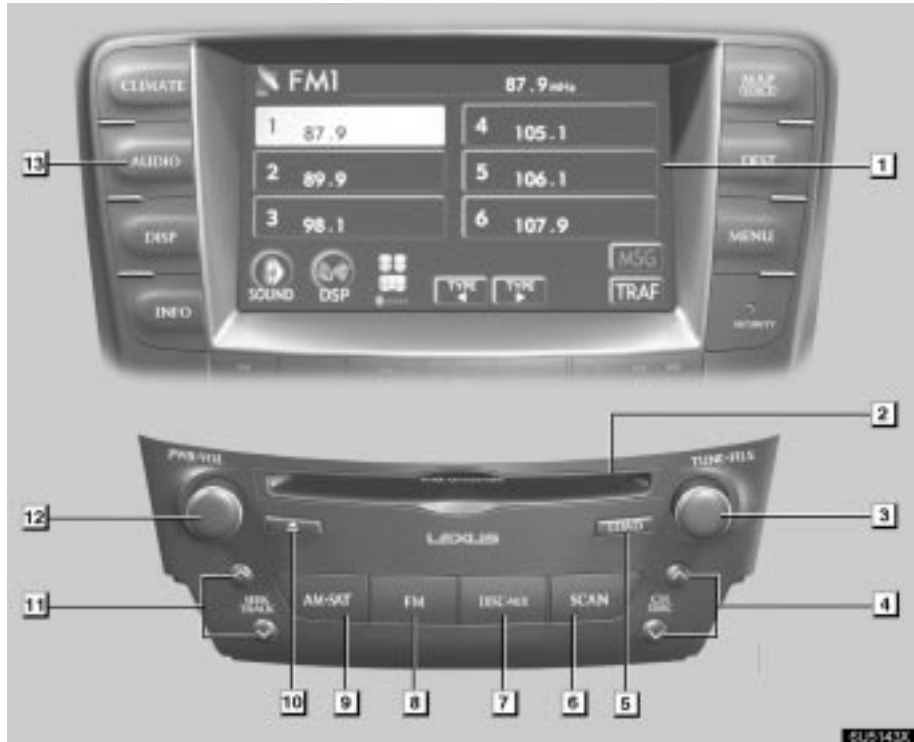 CLIMATE
AUDIO
DISP
INFO
FM1
87.9 MHz
1 87.9
2 89.9
3 98.1
4 105.1
5 106.1
6 107.9
SOUND
DSP
TYPE
TYPE
MSG
TRAF
MAP
VOICE
DEST
MENU
SECURITY
13
1
2
PWR·VOL
TUNE·FILE
12
3
LEXUS
LOAD
SEEK
TRACK
AM·SAT
FM
DISC·AUX
SCAN
CH
DISC
11
4
10
9
8
7
6
5
6U5143X